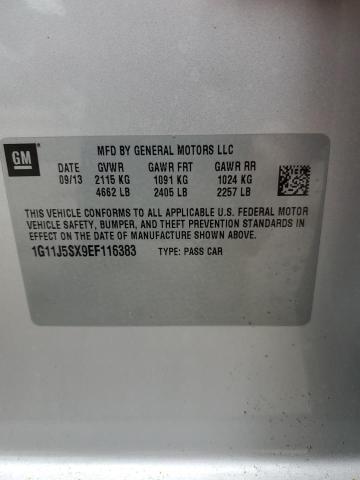 GM
MFD BY GENERAL MOTORS LLC
DATE GVWR GAWR FRT GAWR RR
09/13 2115 KG 1091 KG 1024 KG
4662 LB 2405 LB 2257 LB
THIS VEHICLE CONFORMS TO ALL APPLICABLE U.S. FEDERAL MOTOR
VEHICLE SAFETY, BUMPER, AND THEFT PREVENTION STANDARDS
IN EFFECT ON THE DATE OF MANUFACTURE SHOWN ABOVE.
1G11J5SX9EF116383 TYPE: PASS CAR